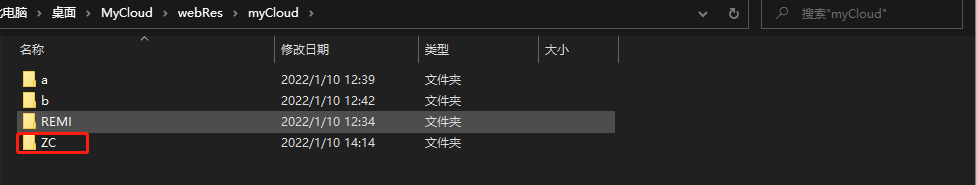 此电脑 › 桌面 › MyCloud › webRes › myCloud › 搜索"myCloud"
名称 修改日期 类型 大小
a 2022/1/10 12:39 文件夹
b 2022/1/10 12:42 文件夹
REMI 2022/1/10 12:34 文件夹
ZC 2022/1/10 14:14 文件夹